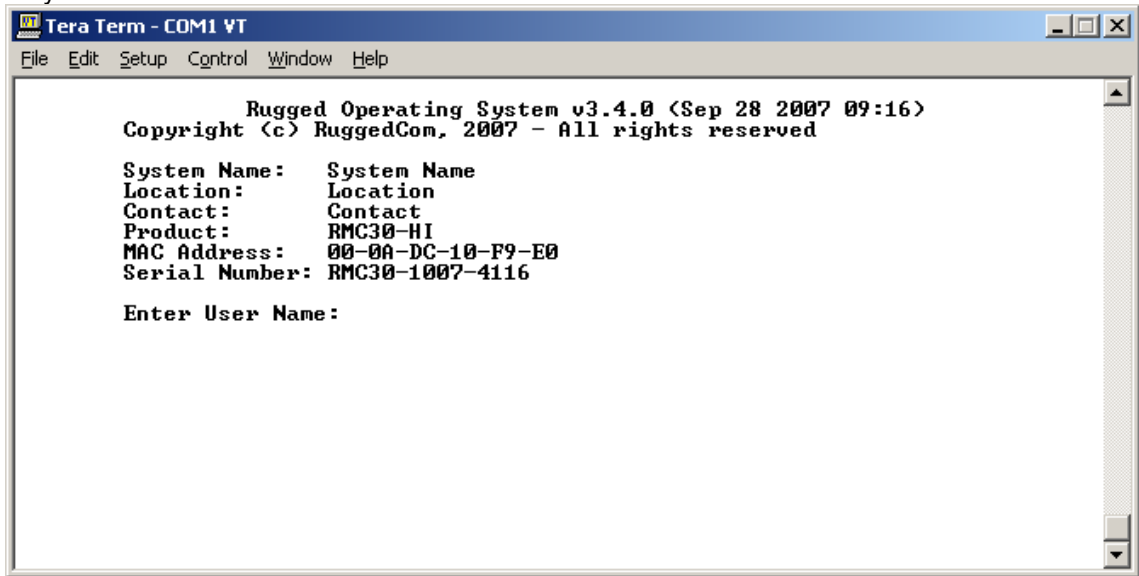 Tera Term - COM1 VT
File Edit Setup Control Window Help
Rugged Operating System v3.4.0 (Sep 28 2007 09:16)
Copyright (c) RuggedCom, 2007 - All rights reserved
System Name: System Name
Location: Location
Contact: Contact
Product: RMC30-HI
MAC Address: 00-0A-DC-10-F9-E0
Serial Number: RMC30-1007-4116
Enter User Name: